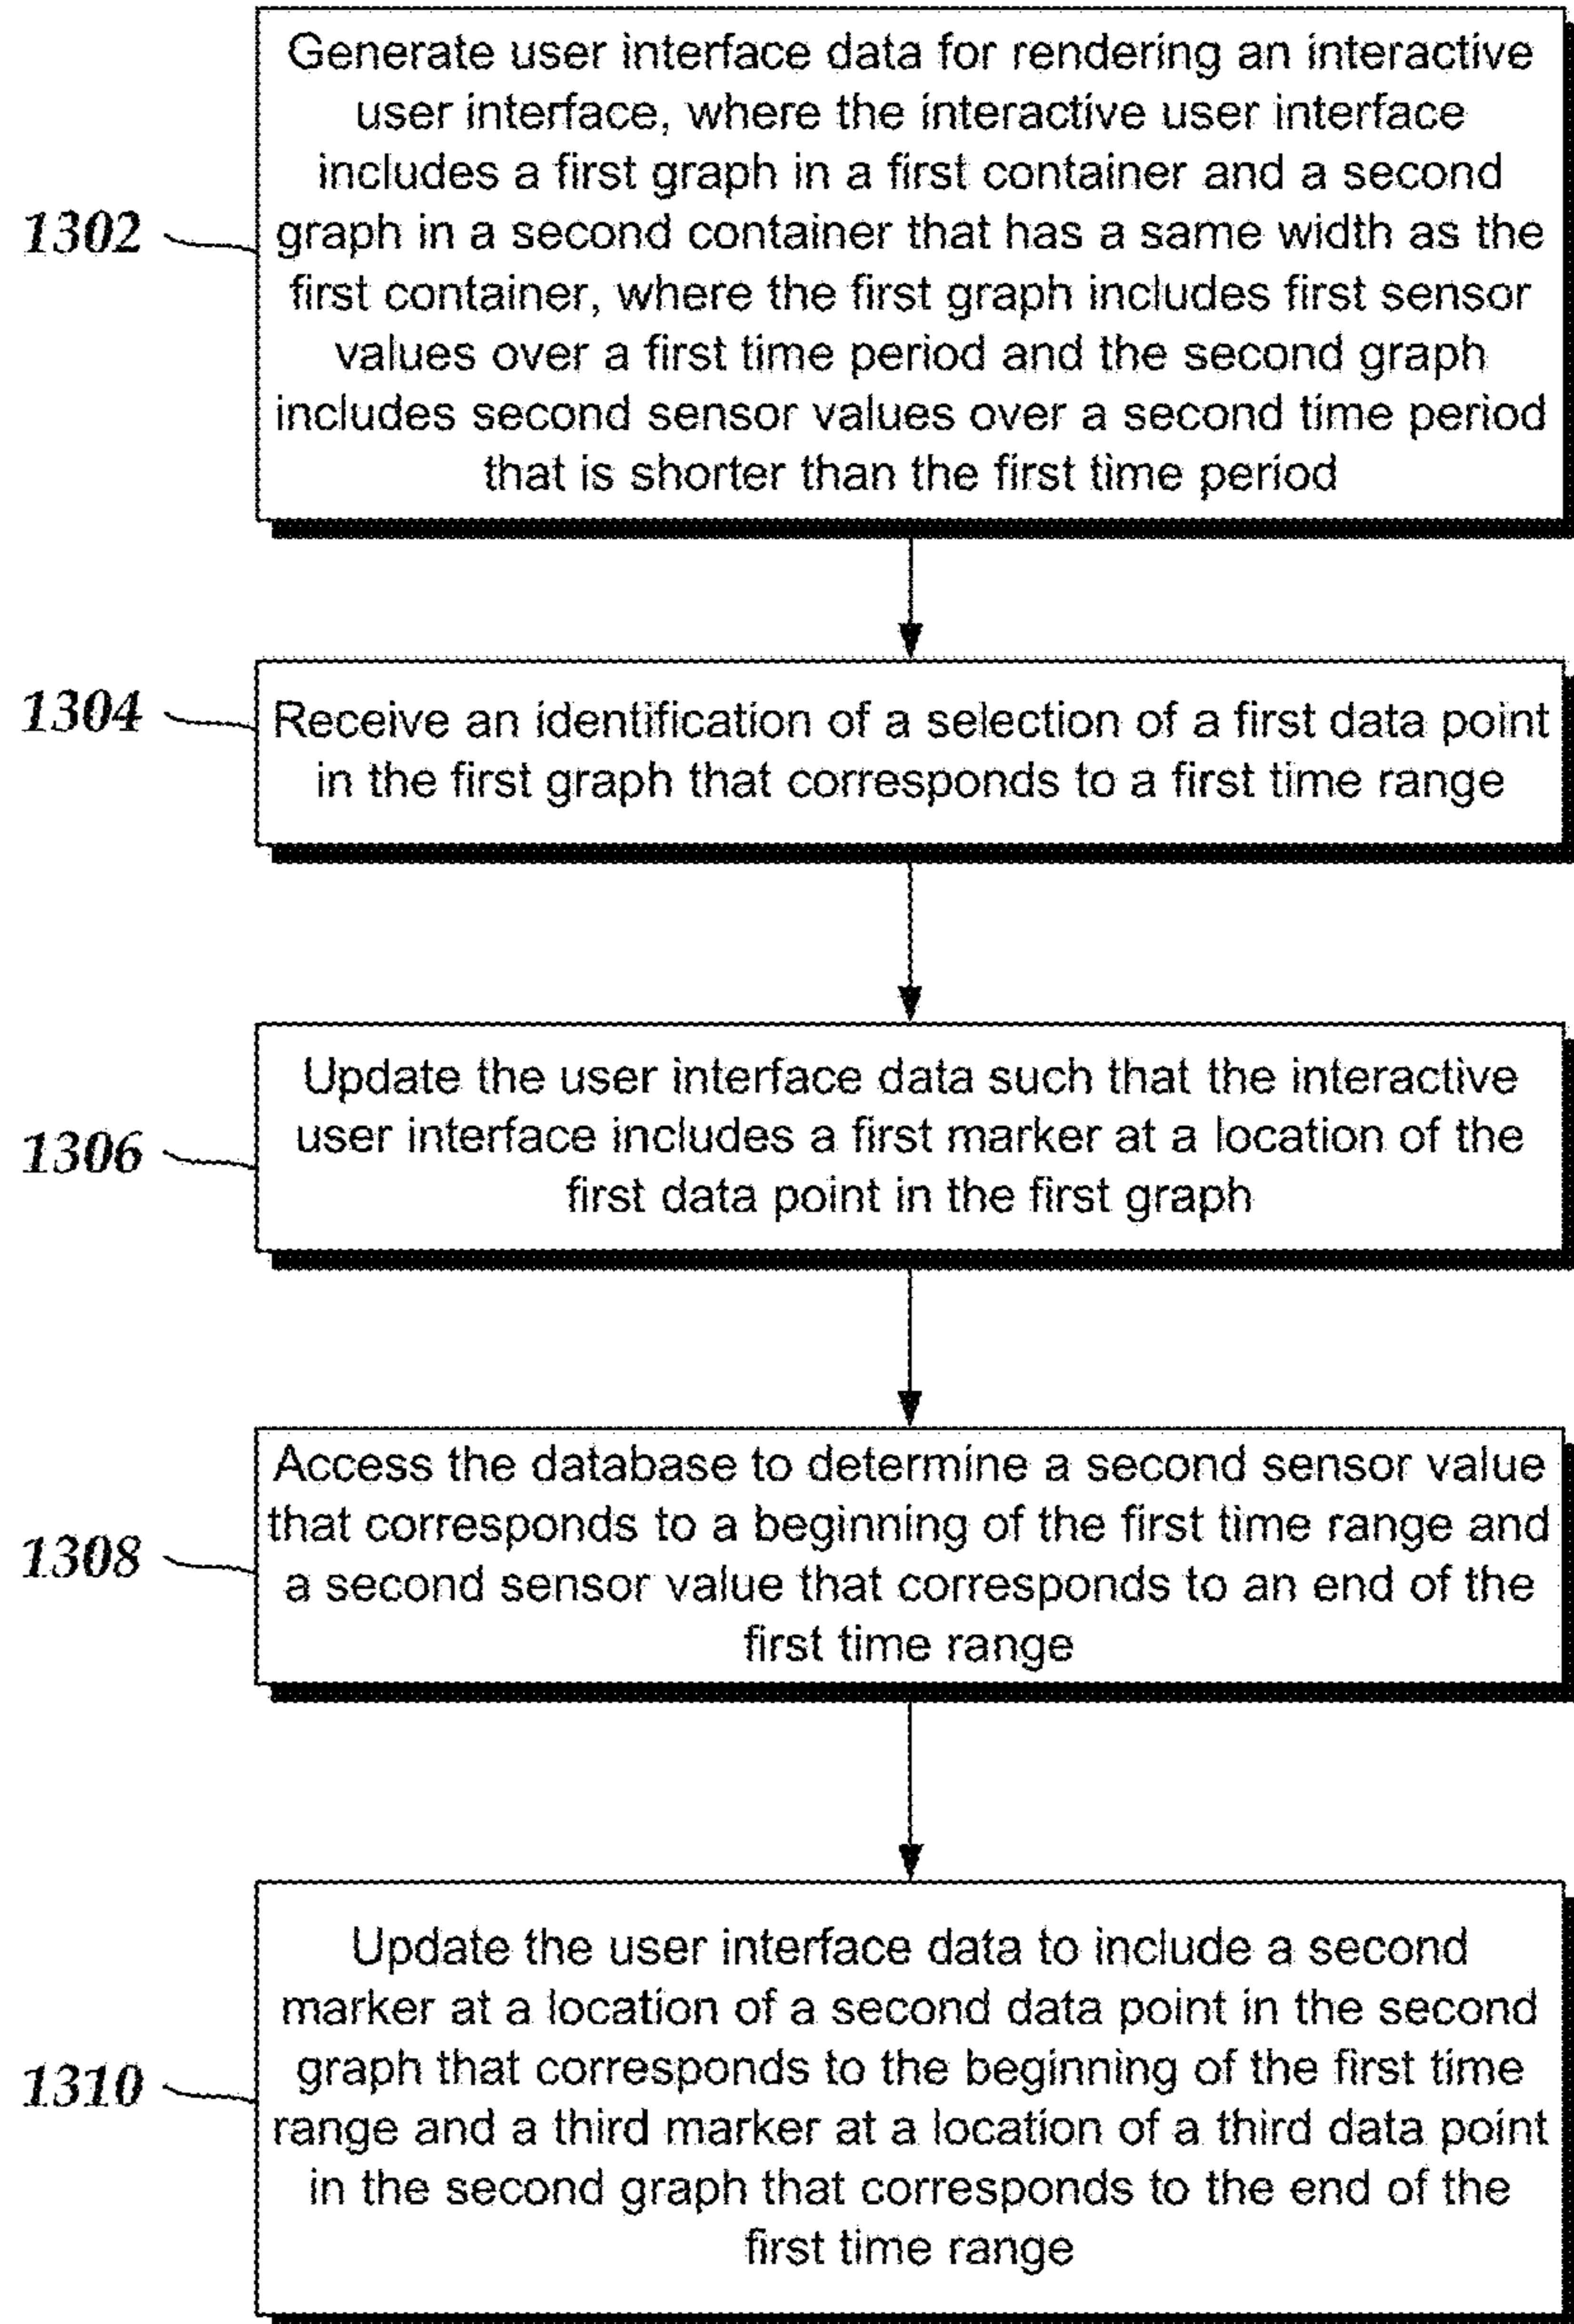 1302
Generate user interface data for rendering an interactive
user interface, where the interactive user interface
includes a first graph in a first container and a second
graph in a second container that has a same width as the
first container, where the first graph includes first sensor
values over a first time period and the second graph
includes second sensor values over a second time period
that is shorter than the first time period
1304
Receive an identification of a selection of a first data point
in the first graph that corresponds to a first time range
1306
Update the user interface data such that the interactive
user interface includes a first marker at a location of the
first data point in the first graph
1308
Access the database to determine a second sensor value
that corresponds to a beginning of the first time range and
a second sensor value that corresponds to an end of the
first time range
1310
Update the user interface data to include a second
marker at a location of a second data point in the second
graph that corresponds to the beginning of the first time
range and a third marker at a location of a third data point
in the second graph that corresponds to the end of the
first time range